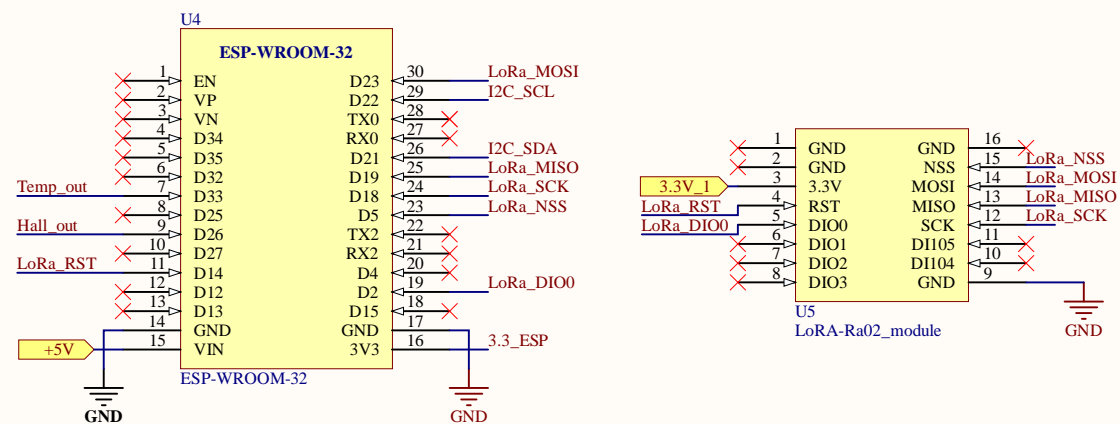 U4
ESP-WROOM-32
1 EN D23 30 LoRa_MOSI
2 VP D22 29 I2C_SCL
3 VN TX0 28
4 D34 RX0 27
5 D35 D21 26 I2C_SDA
6 D32 D19 25 LoRa_MISO
Temp_out 7 D33 D18 24 LoRa_SCK
8 D25 D5 23 LoRa_NSS
Hall_out 9 D26 TX2 22
10 D27 RX2 21
LoRa_RST 11 D14 D4 20
12 D12 D2 19 LoRa_DIO0
13 D13 D15 18
14 GND GND 17
+5V 15 VIN 3V3 16 3.3_ESP
ESP-WROOM-32
GND
GND
1 GND GND 16
2 GND NSS 15 LoRa_NSS
3.3V_1 3 3.3V MOSI 14 LoRa_MOSI
LoRa_RST 4 RST MISO 13 LoRa_MISO
LoRa_DIO0 5 DIO0 SCK 12 LoRa_SCK
6 DIO1 DI105 11
7 DIO2 DI104 10
8 DIO3 GND 9
U5
LoRA-Ra02_module
GND